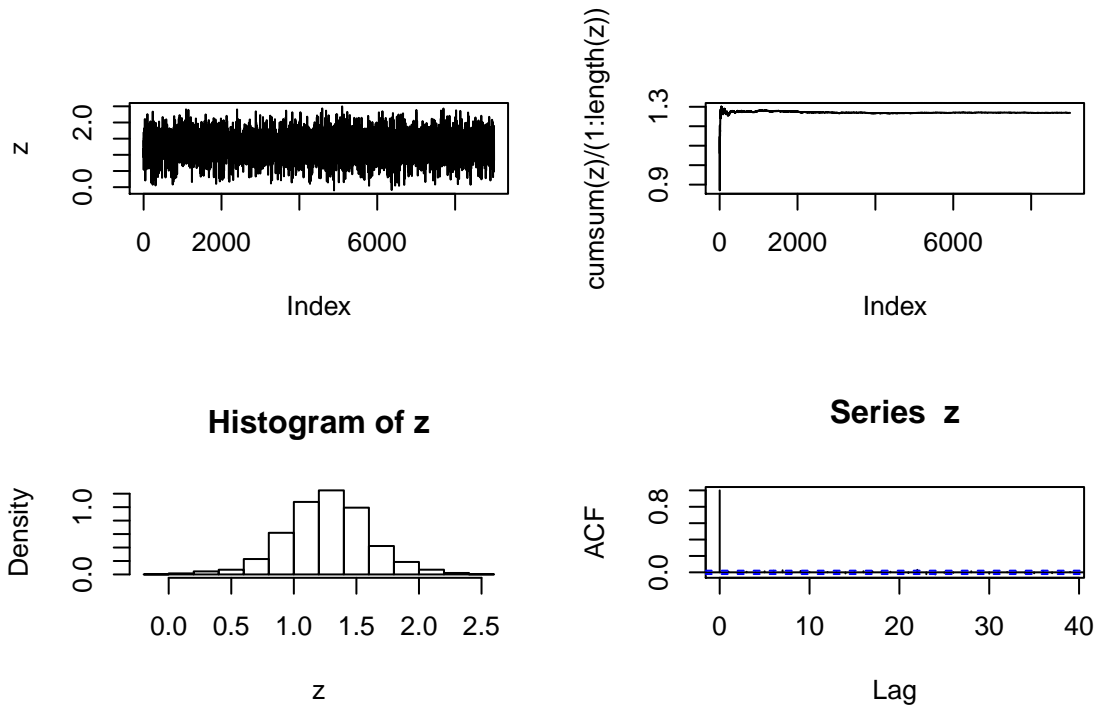 z
0.0 2.0
0 2000 6000
Index
cumsum(z)/(1:length(z))
0.9 1.3
0 2000 6000
Index
Histogram of z
Density
0.0 1.0
0.0 0.5 1.0 1.5 2.0 2.5
z
Series z
ACF
0.0 0.8
0 10 20 30 40
Lag